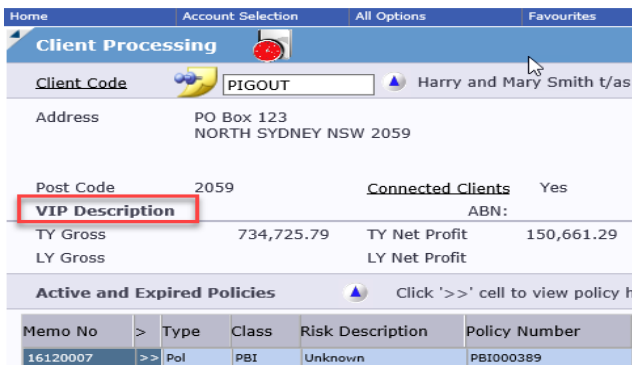 Home Account Selection All Options Favourites
Client Processing
Client Code PIGOUT Harry and Mary Smith t/as
Address PO Box 123
NORTH SYDNEY NSW 2059
Post Code 2059 Connected Clients Yes
VIP Description ABN:
TY Gross 734,725.79 TY Net Profit 150,661.29
LY Gross LY Net Profit
Active and Expired Policies Click '>>' cell to view policy h
Memo No > Type Class Risk Description Policy Number
16120007 >> Pol PBI Unknown PBI000389